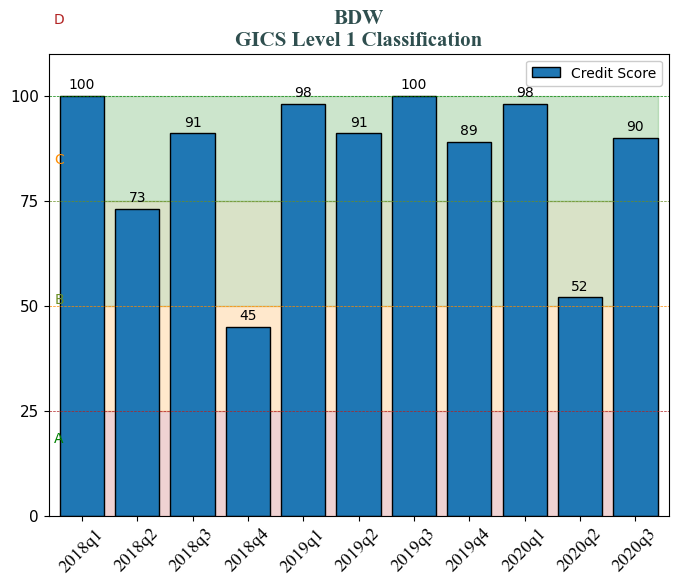 D
BDW
GICS Level 1 Classification
Credit Score
100
73
91
45
98
91
100
89
98
52
90
100
75
50
25
0
C
B
A
2018q1
2018q2
2018q3
2018q4
2019q1
2019q2
2019q3
2019q4
2020q1
2020q2
2020q3